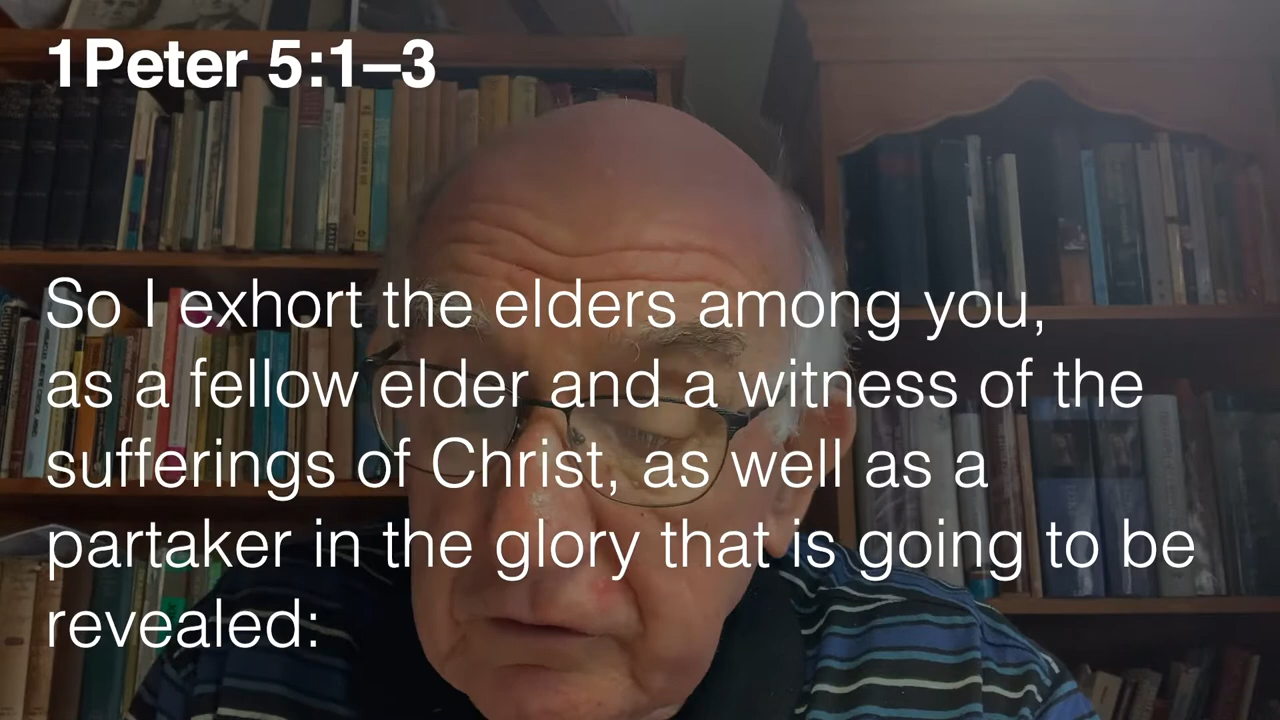 1Peter 5:1–3
So I exhort the elders among you,
as a fellow elder and a witness of the
sufferings of Christ, as well as a
partaker in the glory that is going to be
revealed: